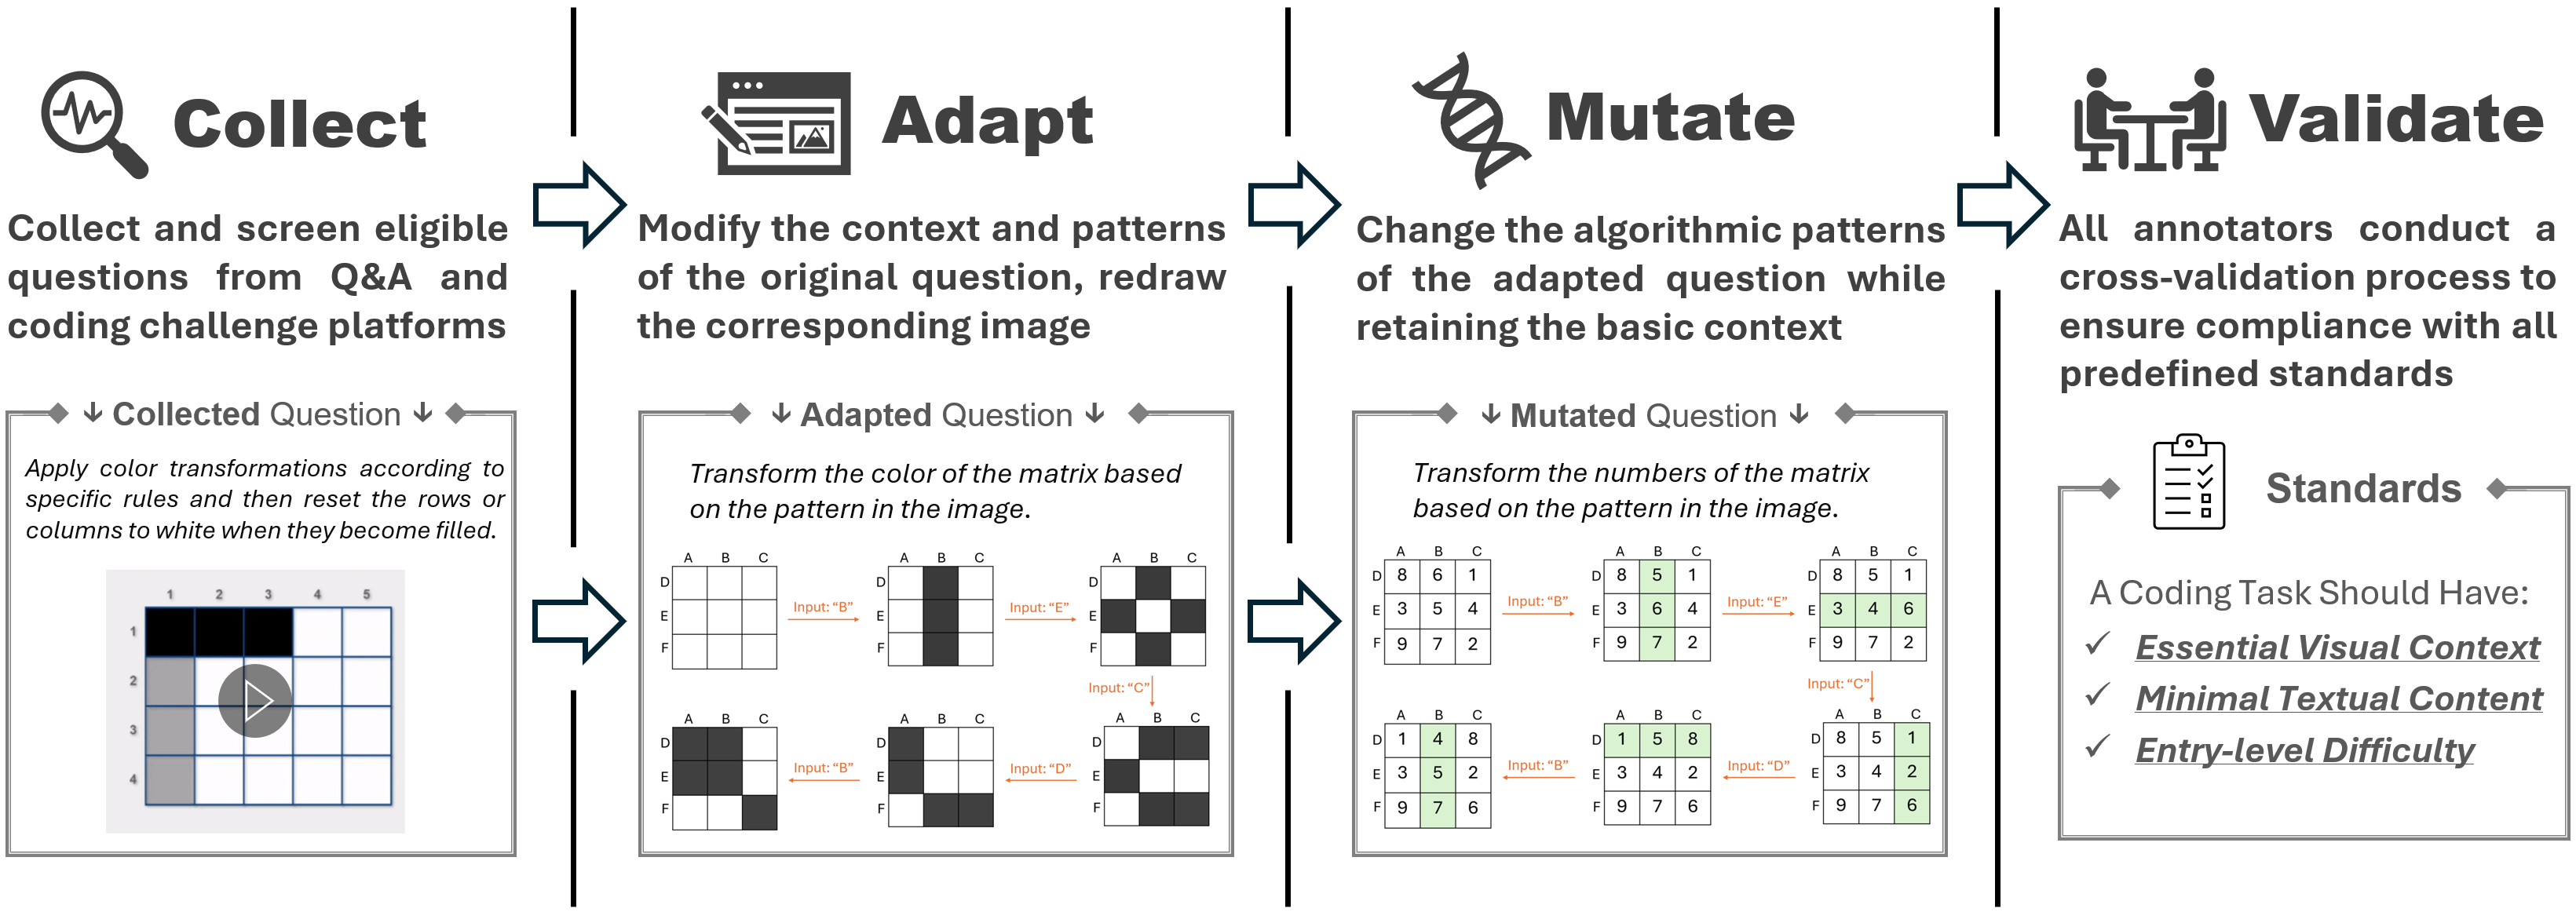 Collect
Collect and screen eligible
questions from Q&A and
coding challenge platforms
Collected Question
Apply color transformations according to
specific rules and then reset the rows or
columns to white when they become filled.
1 2 3 4 5
1
2
3
4
Adapt
Modify the context and patterns
of the original question, redraw
the corresponding image
Adapted Question
Transform the color of the matrix based
on the pattern in the image.
A B C
D
E
F
Input: “B”
A B C
D
E
F
Input: “E”
A B C
D
E
F
Input: “C”
A B C
D
E
F
Input: “D”
A B C
D
E
F
Input: “B”
A B C
D
E
F
Mutate
Change the algorithmic patterns
of the adapted question while
retaining the basic context
Mutated Question
Transform the numbers of the matrix
based on the pattern in the image.
A B C
D 8 6 1
E 3 5 4
F 9 7 2
Input: “B”
A B C
D 8 5 1
E 3 6 4
F 9 7 2
Input: “E”
A B C
D 8 5 1
E 3 4 6
F 9 7 2
Input: “C”
A B C
D 8 5 1
E 3 4 2
F 9 7 6
Input: “D”
A B C
D 1 5 8
E 3 4 2
F 9 7 6
Input: “B”
A B C
D 1 4 8
E 3 5 2
F 9 7 6
Validate
All annotators conduct a
cross-validation process to
ensure compliance with all
predefined standards
Standards
A Coding Task Should Have:
✓ Essential Visual Context
✓ Minimal Textual Content
✓ Entry-level Difficulty